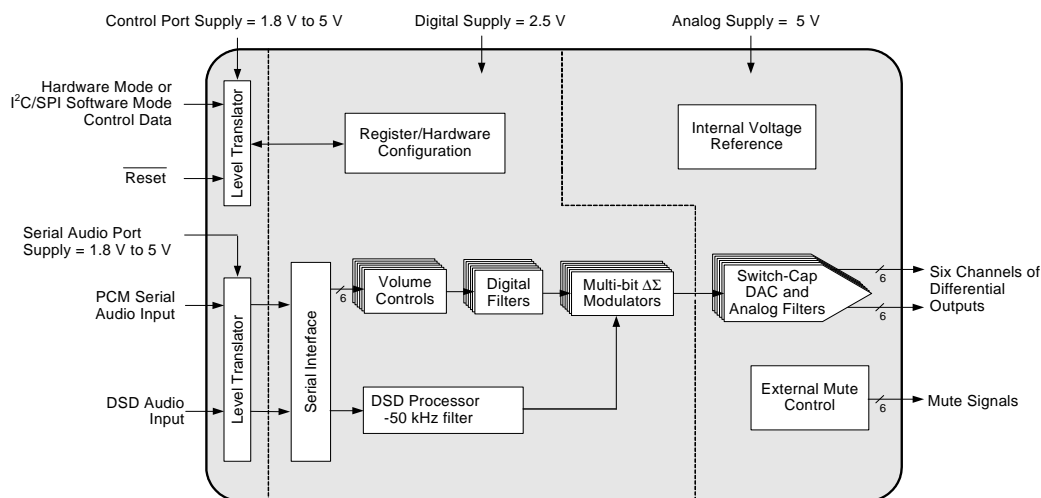 Control Port Supply = 1.8 V to 5 V
Digital Supply = 2.5 V
Analog Supply = 5 V
Hardware Mode or
I²C/SPI Software Mode
Control Data
Reset
Level Translator
Register/Hardware
Configuration
Internal Voltage
Reference
Serial Audio Port
Supply = 1.8 V to 5 V
PCM Serial
Audio Input
DSD Audio
Input
Level Translator
Serial Interface
6
Volume
Controls
Digital
Filters
Multi-bit ΔΣ
Modulators
Switch-Cap
DAC and
Analog Filters
6
6
Six Channels of
Differential
Outputs
DSD Processor
-50 kHz filter
External Mute
Control
6
Mute Signals